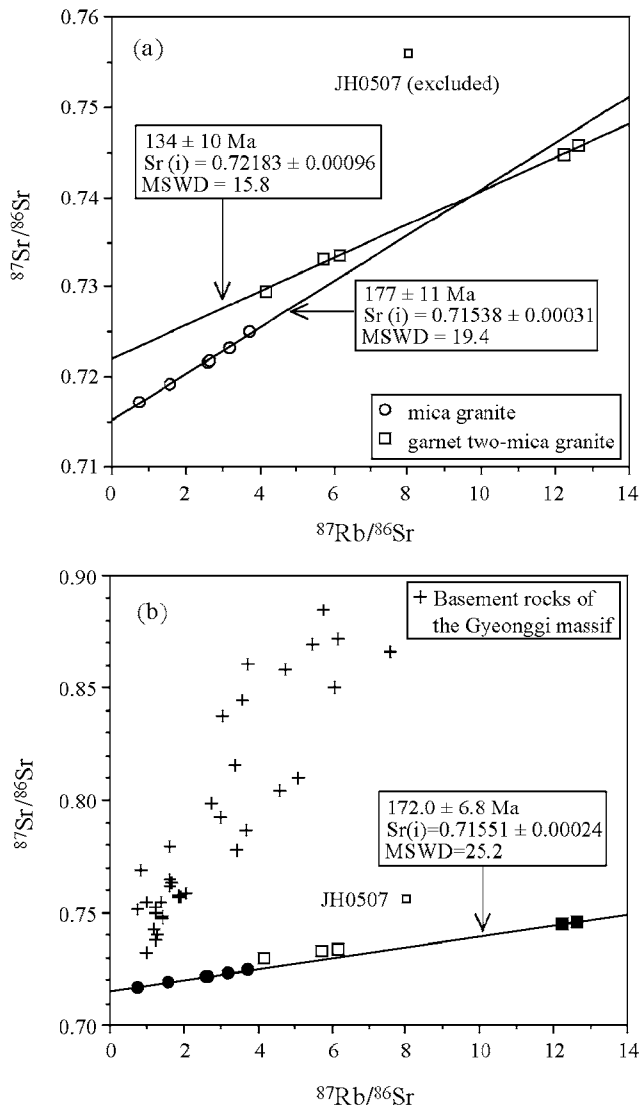 (a)
JH0507 (excluded)
134 ± 10 Ma
Sr (i) = 0.72183 ± 0.00096
MSWD = 15.8
177 ± 11 Ma
Sr (i) = 0.71538 ± 0.00031
MSWD = 19.4
mica granite
garnet two-mica granite
0.76
0.75
0.74
0.73
0.72
0.71
⁸⁷Sr/⁸⁶Sr
0 2 4 6 8 10 12 14
⁸⁷Rb/⁸⁶Sr
(b)
Basement rocks of
the Gyeonggi massif
172.0 ± 6.8 Ma
Sr(i)=0.71551 ± 0.00024
MSWD=25.2
JH0507
0.90
0.85
0.80
0.75
0.70
⁸⁷Sr/⁸⁶Sr
0 2 4 6 8 10 12 14
⁸⁷Rb/⁸⁶Sr